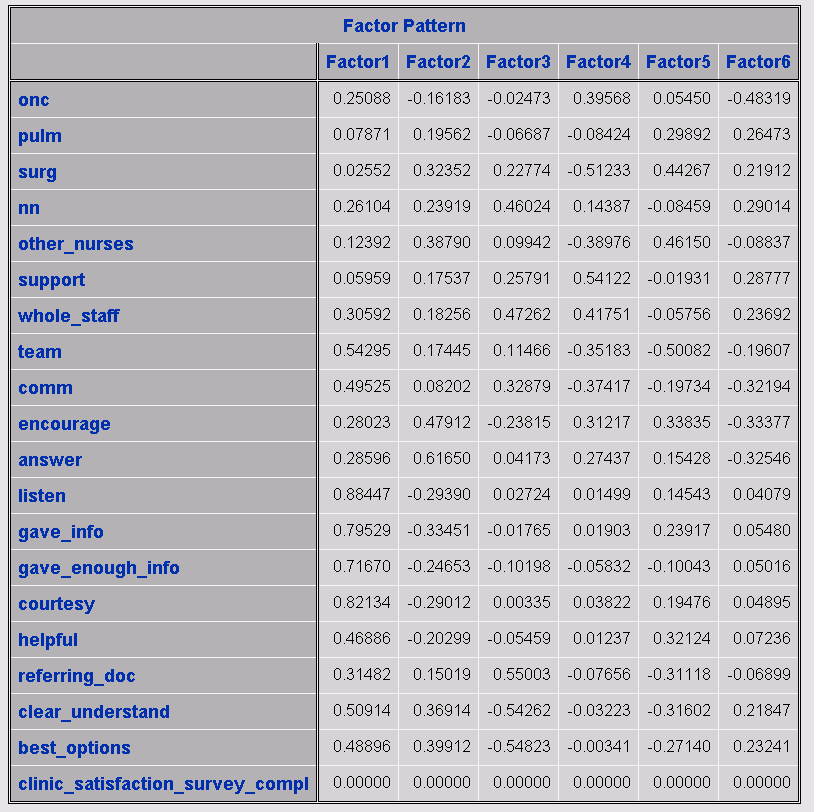 Factor Pattern
Factor1 Factor2 Factor3 Factor4 Factor5 Factor6
onc 0.25088 -0.16183 -0.02473 0.39568 0.05450 -0.48319
pulm 0.07871 0.19562 -0.06687 -0.08424 0.29892 0.26473
surg 0.02552 0.32352 0.22774 -0.51233 0.44267 0.21912
nn 0.26104 0.23919 0.46024 0.14387 -0.08459 0.29014
other_nurses 0.12392 0.38790 0.09942 -0.38976 0.46150 -0.08837
support 0.05959 0.17537 0.25791 0.54122 -0.01931 0.28777
whole_staff 0.30592 0.18256 0.47262 0.41751 -0.05756 0.23692
team 0.54295 0.17445 0.11466 -0.35183 -0.50082 -0.19607
comm 0.49525 0.08202 0.32879 -0.37417 -0.19734 -0.32194
encourage 0.28023 0.47912 -0.23815 0.31217 0.33835 -0.33377
answer 0.28596 0.61650 0.04173 0.27437 0.15428 -0.32546
listen 0.88447 -0.29390 0.02724 0.01499 0.14543 0.04079
gave_info 0.79529 -0.33451 -0.01765 0.01903 0.23917 0.05480
gave_enough_info 0.71670 -0.24653 -0.10198 -0.05832 -0.10043 0.05016
courtesy 0.82134 -0.29012 0.00335 0.03822 0.19476 0.04895
helpful 0.46886 -0.20299 -0.05459 0.01237 0.32124 0.07236
referring_doc 0.31482 0.15019 0.55003 -0.07656 -0.31118 -0.06899
clear_understand 0.50914 0.36914 -0.54262 -0.03223 -0.31602 0.21847
best_options 0.48896 0.39912 -0.54823 -0.00341 -0.27140 0.23241
clinic_satisfaction_survey_compl 0.00000 0.00000 0.00000 0.00000 0.00000 0.00000